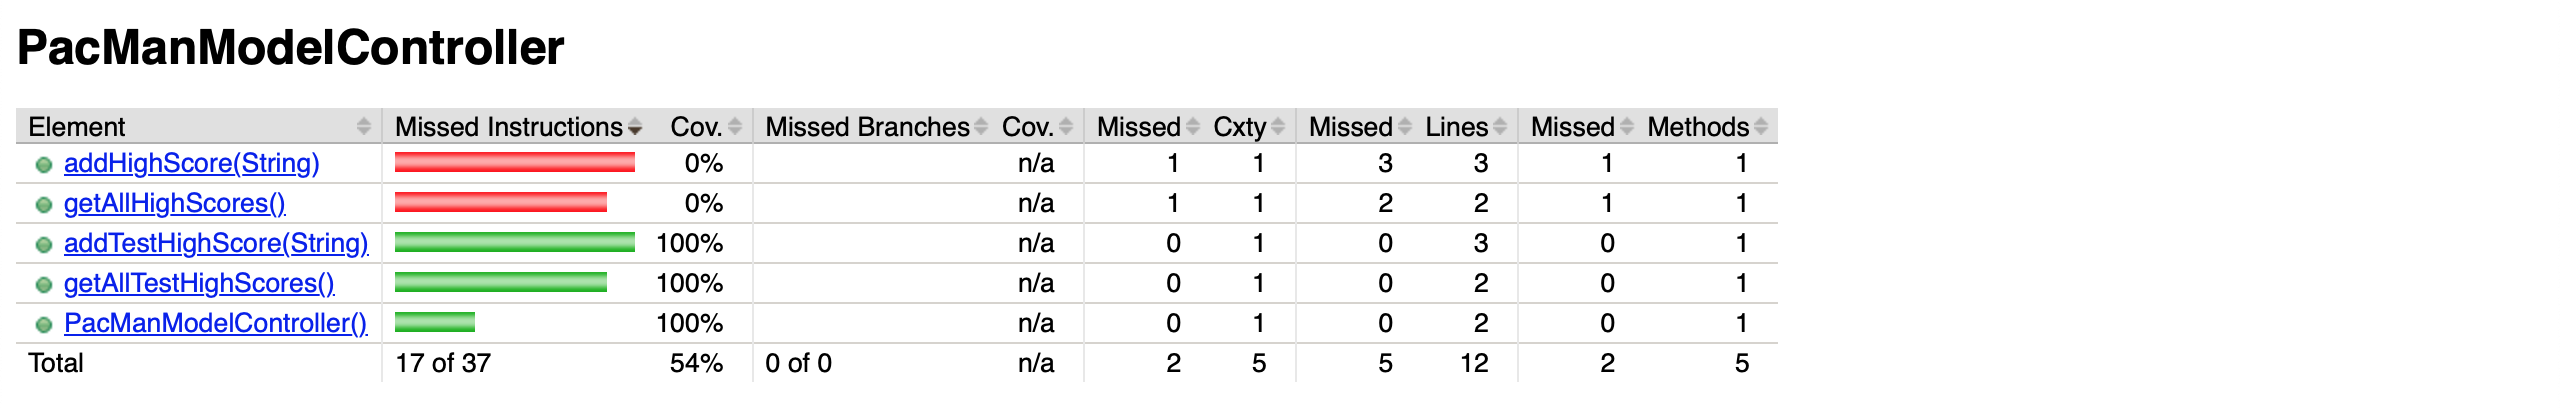 PacManModelController
Element Missed Instructions Cov. Missed Branches Cov. Missed Cxty Missed Lines Missed Methods
addHighScore(String) 0% n/a 1 1 3 3 1 1
getAllHighScores() 0% n/a 1 1 2 2 1 1
addTestHighScore(String) 100% n/a 0 1 0 3 0 1
getAllTestHighScores() 100% n/a 0 1 0 2 0 1
PacManModelController() 100% n/a 0 1 0 2 0 1
Total 17 of 37 54% 0 of 0 n/a 2 5 5 12 2 5